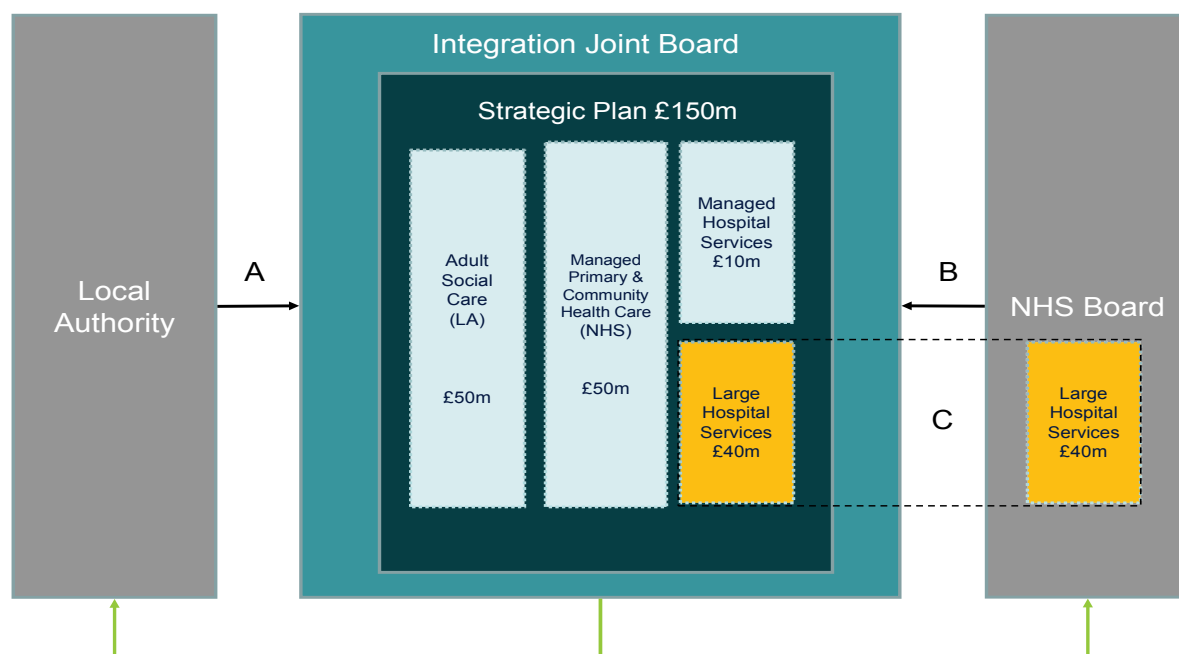 Integration Joint Board
Strategic Plan £150m
Local
Authority
A
Adult
Social
Care
(LA)
£50m
Managed
Primary &
Community
Health Care
(NHS)
£50m
Managed
Hospital
Services
£10m
Large
Hospital
Services
£40m
B
C
NHS Board
Large
Hospital
Services
£40m